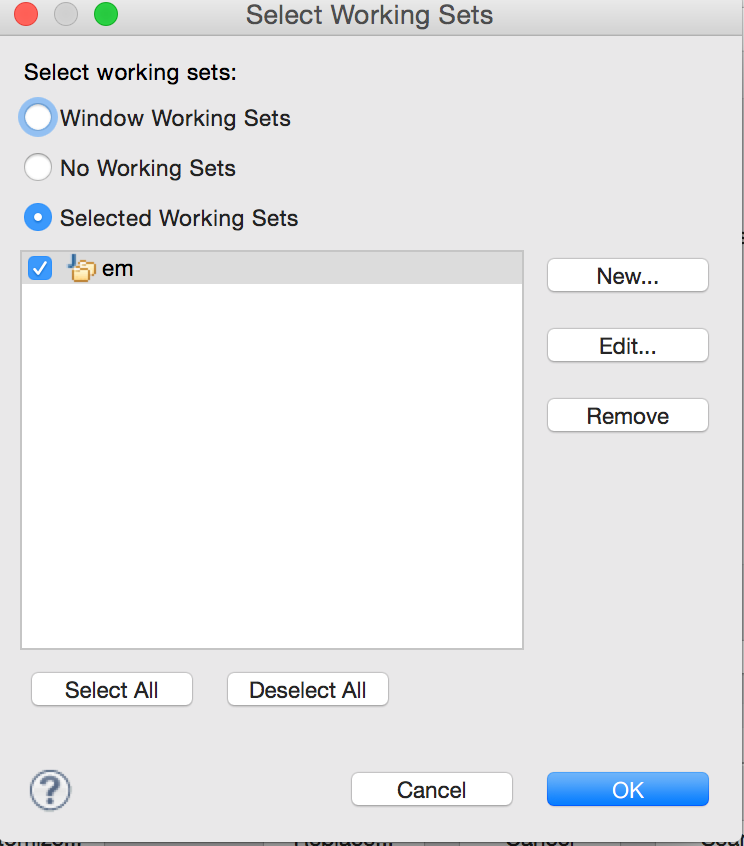 Select Working Sets
Select working sets:
Window Working Sets
No Working Sets
Selected Working Sets
em
New...
Edit...
Remove
Select All
Deselect All
?
Cancel
OK